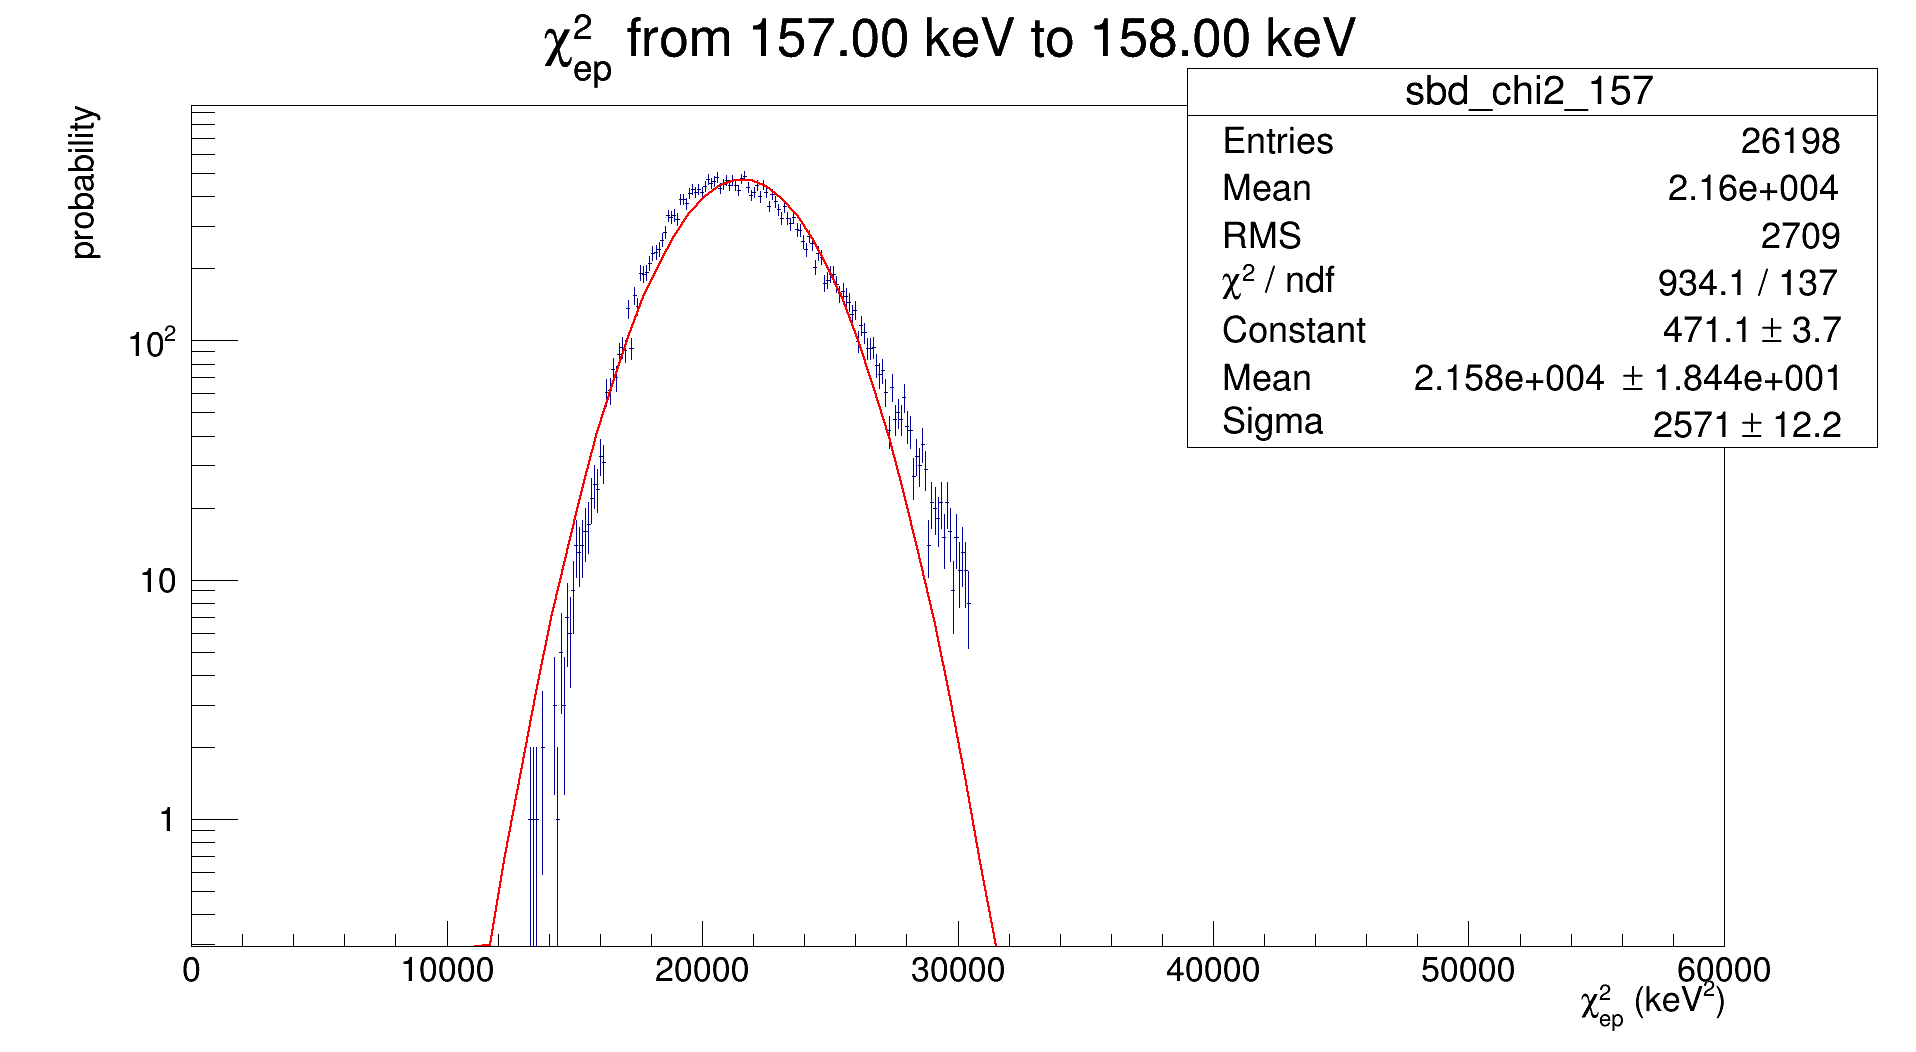 χ²ep from 157.00 keV to 158.00 keV
sbd_chi2_157
Entries 26198
Mean 2.16e+004
RMS 2709
χ² / ndf 934.1 / 137
Constant 471.1 ± 3.7
Mean 2.158e+004 ± 1.844e+001
Sigma 2571 ± 12.2
probability
10²
10
1
0 10000 20000 30000 40000 50000 60000
χ²ep (keV²)